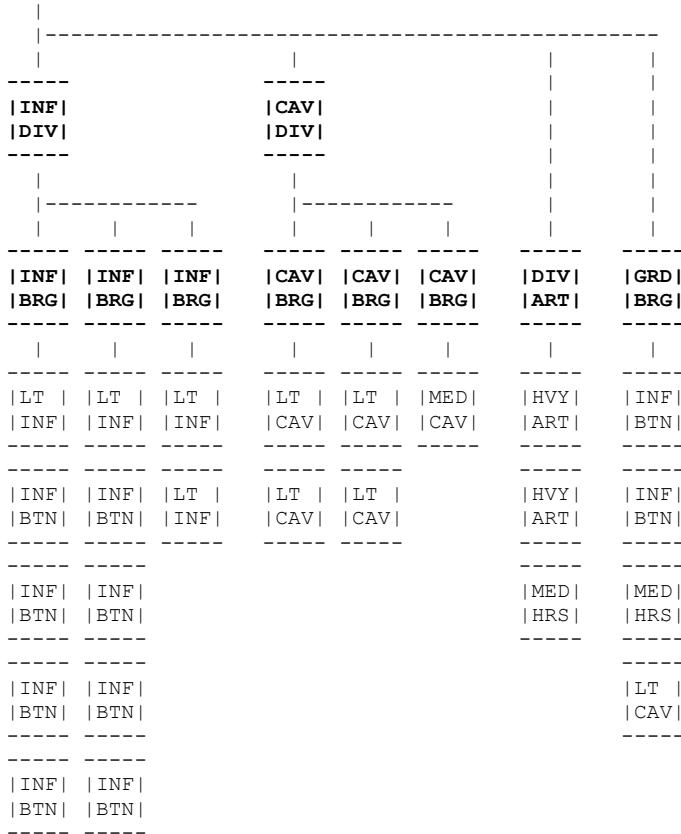 |
|------------------------------------------------
| | | |
----- ----- | |
|INF| |CAV| | |
|DIV| |DIV| | |
----- ----- | |
| | | |
|------------ |------------ | |
| | | | | | | |
----- ----- ----- ----- ----- ----- ----- -----
|INF| |INF| |INF| |CAV| |CAV| |CAV| |DIV| |GRD|
|BRG| |BRG| |BRG| |BRG| |BRG| |BRG| |ART| |BRG|
----- ----- ----- ----- ----- ----- ----- -----
| | | | | | | |
----- ----- ----- ----- ----- ----- ----- -----
|LT | |LT | |LT | |LT | |LT | |MED| |HVY| |INF|
|INF| |INF| |INF| |CAV| |CAV| |CAV| |ART| |BTN|
----- ----- ----- ----- ----- ----- ----- -----
----- ----- ----- ----- ----- ----- -----
|INF| |INF| |LT | |LT | |LT | |HVY| |INF|
|BTN| |BTN| |INF| |CAV| |CAV| |ART| |BTN|
----- ----- ----- ----- ----- ----- -----
----- ----- ----- -----
|INF| |INF| |MED| |MED|
|BTN| |BTN| |HRS| |HRS|
----- ----- ----- -----
----- ----- -----
|INF| |INF| |LT |
|BTN| |BTN| |CAV|
----- ----- -----
----- -----
|INF| |INF|
|BTN| |BTN|
----- -----